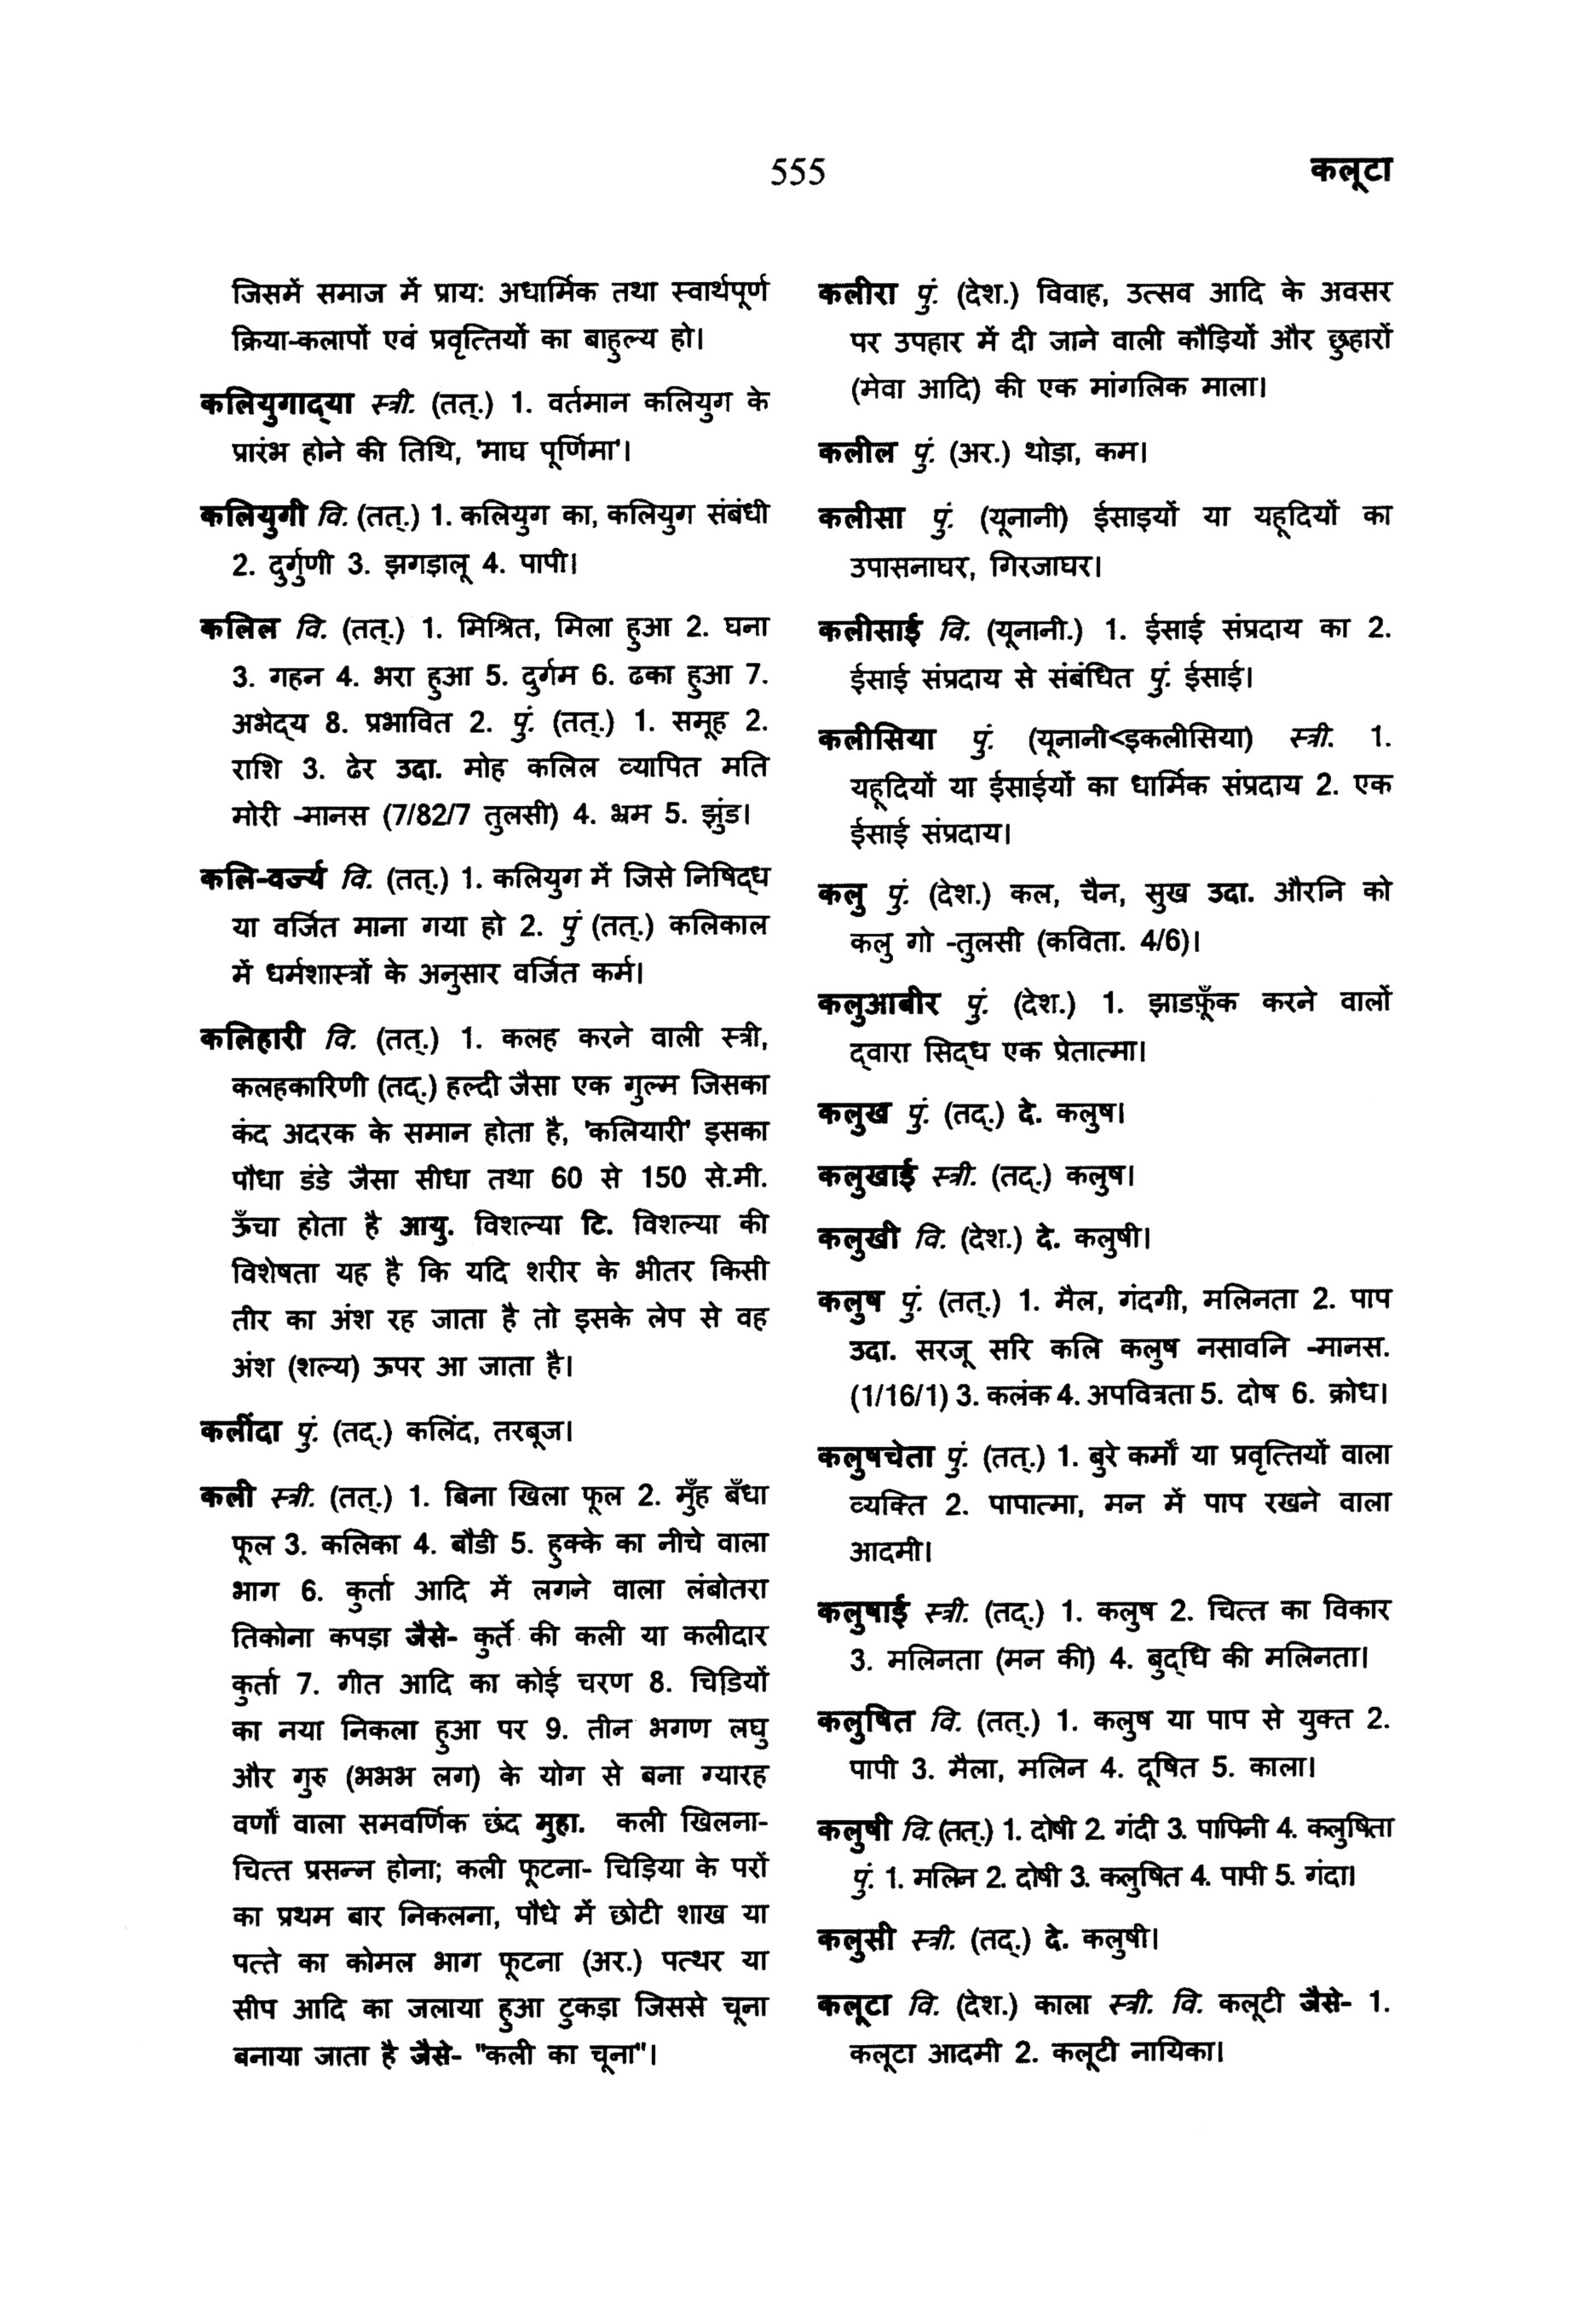 555
कलूटा
जिसमें समाज में प्राय: अधार्मिक तथा स्वार्थपूर्ण
क्रिया-कलापों एवं प्रवृत्तियों का बाहुल्य हो।
कलियुगाद्‌या स्त्री. (तत्.) 1. वर्तमान कलियुग के
प्रारंभ होने की तिथि, 'माघ पूर्णिमा'।
कलियुगी वि. (तत्.) 1. कलियुग का, कलियुग संबंधी
2. दुर्गुणी 3. झगड़ालू 4. पापी।
कलिल वि. (तत्.) 1. मिश्रित, मिला हुआ 2. घना
3. गहन 4. भरा हुआ 5. दुर्गम 6. ढका हुआ 7.
अभेद्‌य 8. प्रभावित 2. पुं. (तत्.) 1. समूह 2.
राशि 3. ढेर उदा. मोह कलिल व्यापित मति
मोरी -मानस (7/82/7 तुलसी) 4. भ्रम 5. झुंड।
कलि-वर्ज्य वि. (तत्.) 1. कलियुग में जिसे निषिद्‌ध
या वर्जित माना गया हो 2. पुं (तत्.) कलिकाल
में धर्मशास्त्रों के अनुसार वर्जित कर्म।
कलिहारी वि. (तत्.) 1. कलह करने वाली स्त्री,
कलहकारिणी (तद्.) हल्दी जैसा एक गुल्म जिसका
कंद अदरक के समान होता है, 'कलियारी' इसका
पौधा डंडे जैसा सीधा तथा 60 से 150 से.मी.
ऊँचा होता है आयु. विशल्या टि. विशल्या की
विशेषता यह है कि यदि शरीर के भीतर किसी
तीर का अंश रह जाता है तो इसके लेप से वह
अंश (शल्य) ऊपर आ जाता है।
कलींदा पुं. (तद्.) कलिंद, तरबूज।
कली स्त्री. (तत्.) 1. बिना खिला फूल 2. मुँह बँधा
फूल 3. कलिका 4. बौडी 5. हुक्के का नीचे वाला
भाग 6. कुर्ता आदि में लगने वाला लंबोतरा
तिकोना कपड़ा जैसे- कुर्ते की कली या कलीदार
कुर्ता 7. गीत आदि का कोई चरण 8. चिडियों
का नया निकला हुआ पर 9. तीन भगण लघु
और गुरु (भभभ लग) के योग से बना ग्यारह
वर्णों वाला समवर्णिक छंद मुहा. कली खिलना-
चित्त प्रसन्न होना; कली फूटना- चिड़िया के परों
का प्रथम बार निकलना, पौधे में छोटी शाख या
पत्ते का कोमल भाग फूटना (अर.) पत्थर या
सीप आदि का जलाया हुआ टुकड़ा जिससे चूना
बनाया जाता है जैसे- "कली का चूना"।
कलीरा पुं. (देश.) विवाह, उत्सव आदि के अवसर
पर उपहार में दी जाने वाली कौड़ियों और छुहारों
(मेवा आदि) की एक मांगलिक माला।
कलील पुं. (अर.) थोड़ा, कम।
कलीसा पुं. (यूनानी) ईसाइयों या यहूदियों का
उपासनाघर, गिरजाघर।
कलीसाई वि. (यूनानी.) 1. ईसाई संप्रदाय का 2.
ईसाई संप्रदाय से संबंधित पुं. ईसाई।
कलीसिया पुं. (यूनानी<इकलीसिया) स्त्री. 1.
यहूदियों या ईसाईयों का धार्मिक संप्रदाय 2. एक
ईसाई संप्रदाय।
कलु पुं. (देश.) कल, चैन, सुख उदा. औरनि को
कलु गो -तुलसी (कविता. 4/6)।
कलुआबीर पुं. (देश.) 1. झाडफ़ूँक करने वालों
द्‌वारा सिद्‌ध एक प्रेतात्मा।
कलुख पुं. (तद्.) दे. कलुष।
कलुखाई स्त्री. (तद्.) कलुष।
कलुखी वि. (देश.) दे. कलुषी।
कलुष पुं. (तत्.) 1. मैल, गंदगी, मलिनता 2. पाप
उदा. सरजू सरि कलि कलुष नसावनि -मानस.
(1/16/1) 3. कलंक 4. अपवित्रता 5. दोष 6. क्रोध।
कलुषचेता पुं. (तत्.) 1. बुरे कर्मों या प्रवृत्तियों वाला
व्यक्ति 2. पापात्मा, मन में पाप रखने वाला
आदमी।
कलुषाई स्त्री. (तद्.) 1. कलुष 2. चित्त का विकार
3. मलिनता (मन की) 4. बुद्‌धि की मलिनता।
कलुषित वि. (तत्.) 1. कलुष या पाप से युक्त 2.
पापी 3. मैला, मलिन 4. दूषित 5. काला।
कलुषी वि. (तत्.) 1. दोषी 2. गंदी 3. पापिनी 4. कलुषिता
पुं. 1. मलिन 2. दोषी 3. कलुषित 4. पापी 5. गंदा।
कलुसी स्त्री. (तद्.) दे. कलुषी।
कलूटा वि. (देश.) काला स्त्री. वि. कलूटी जैसे- 1.
कलूटा आदमी 2. कलूटी नायिका।